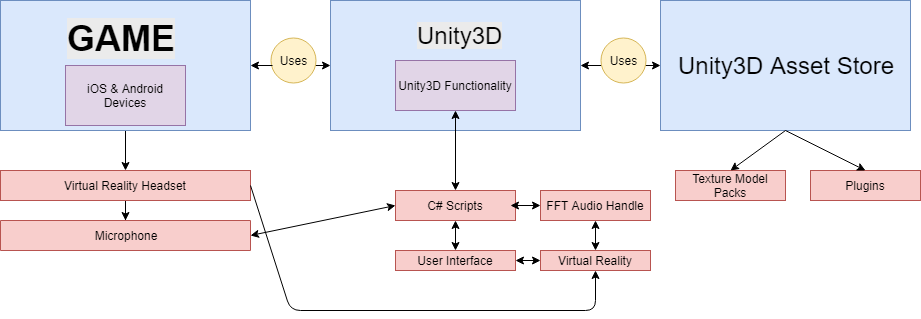 GAME
iOS & Android
Devices
Uses
Unity3D
Unity3D Functionality
Uses
Unity3D Asset Store
Virtual Reality Headset
Microphone
C# Scripts
FFT Audio Handle
User Interface
Virtual Reality
Texture Model
Packs
Plugins